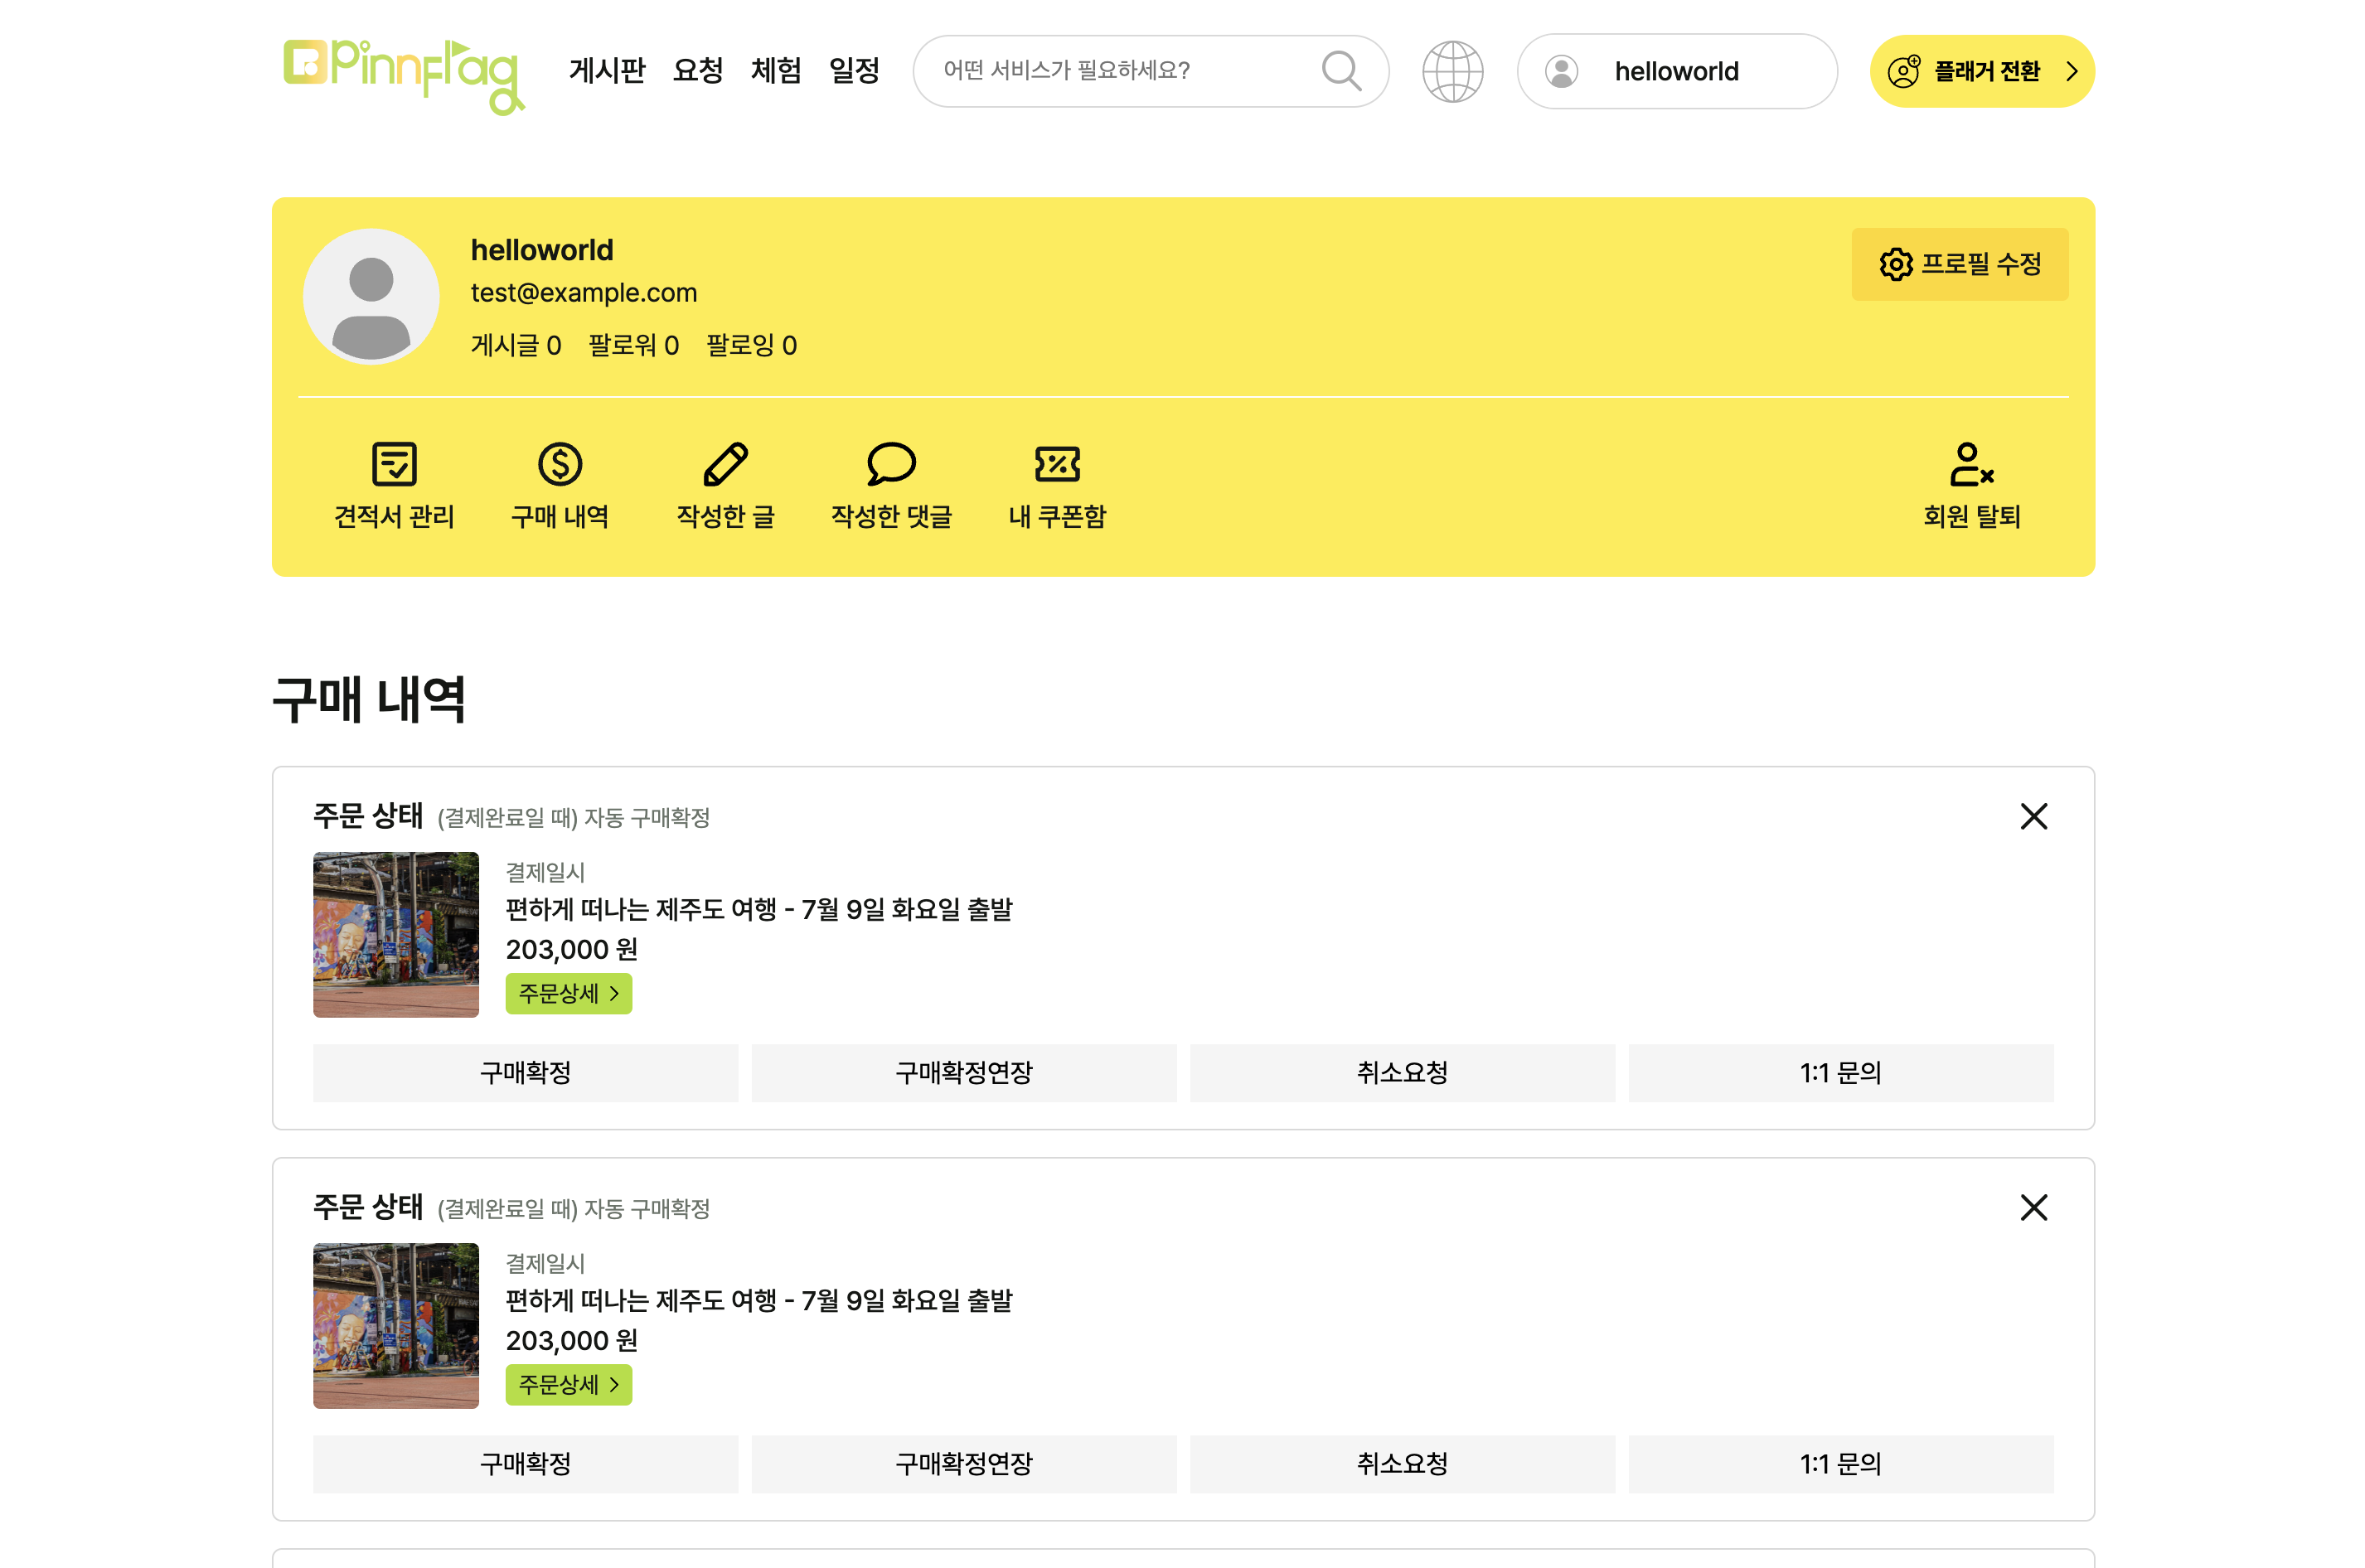 Pinnflag
게시판 요청 체험 일정
어떤 서비스가 필요하세요?
helloworld
플래거 전환
helloworld
test@example.com
게시글 0 팔로워 0 팔로잉 0
프로필 수정
견적서 관리 구매 내역 작성한 글 작성한 댓글 내 쿠폰함 회원 탈퇴
구매 내역
주문 상태 (결제완료일 때) 자동 구매확정
결제일시
편하게 떠나는 제주도 여행 - 7월 9일 화요일 출발
203,000 원
주문상세
구매확정 구매확정연장 취소요청 1:1 문의
주문 상태 (결제완료일 때) 자동 구매확정
결제일시
편하게 떠나는 제주도 여행 - 7월 9일 화요일 출발
203,000 원
주문상세
구매확정 구매확정연장 취소요청 1:1 문의